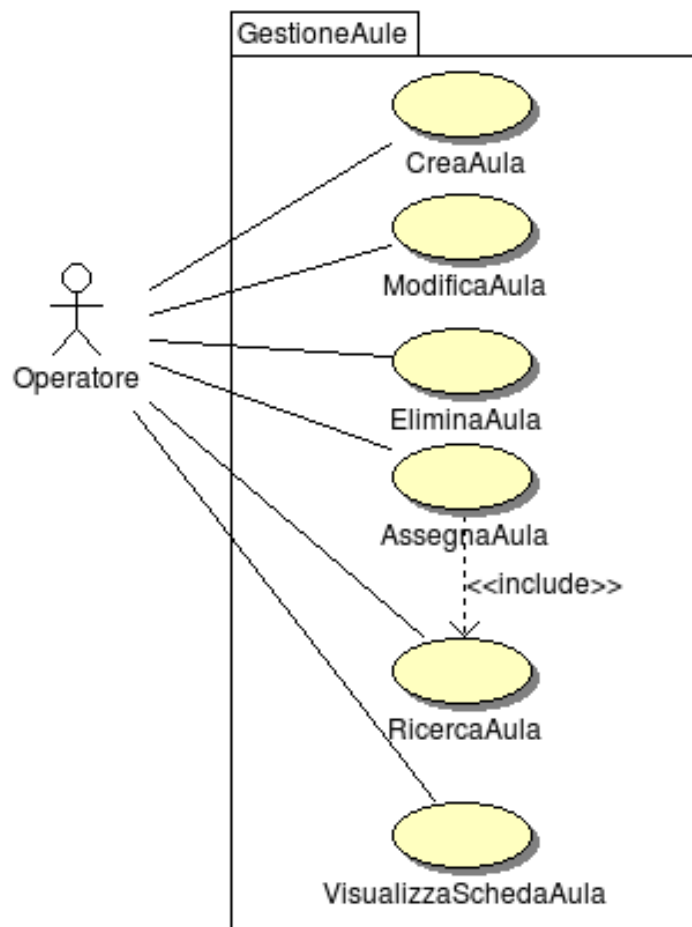 GestioneAule
CreaAula
ModificaAula
Operatore
EliminaAula
AssegnaAula
<<include>>
RicercaAula
VisualizzaSchedaAula